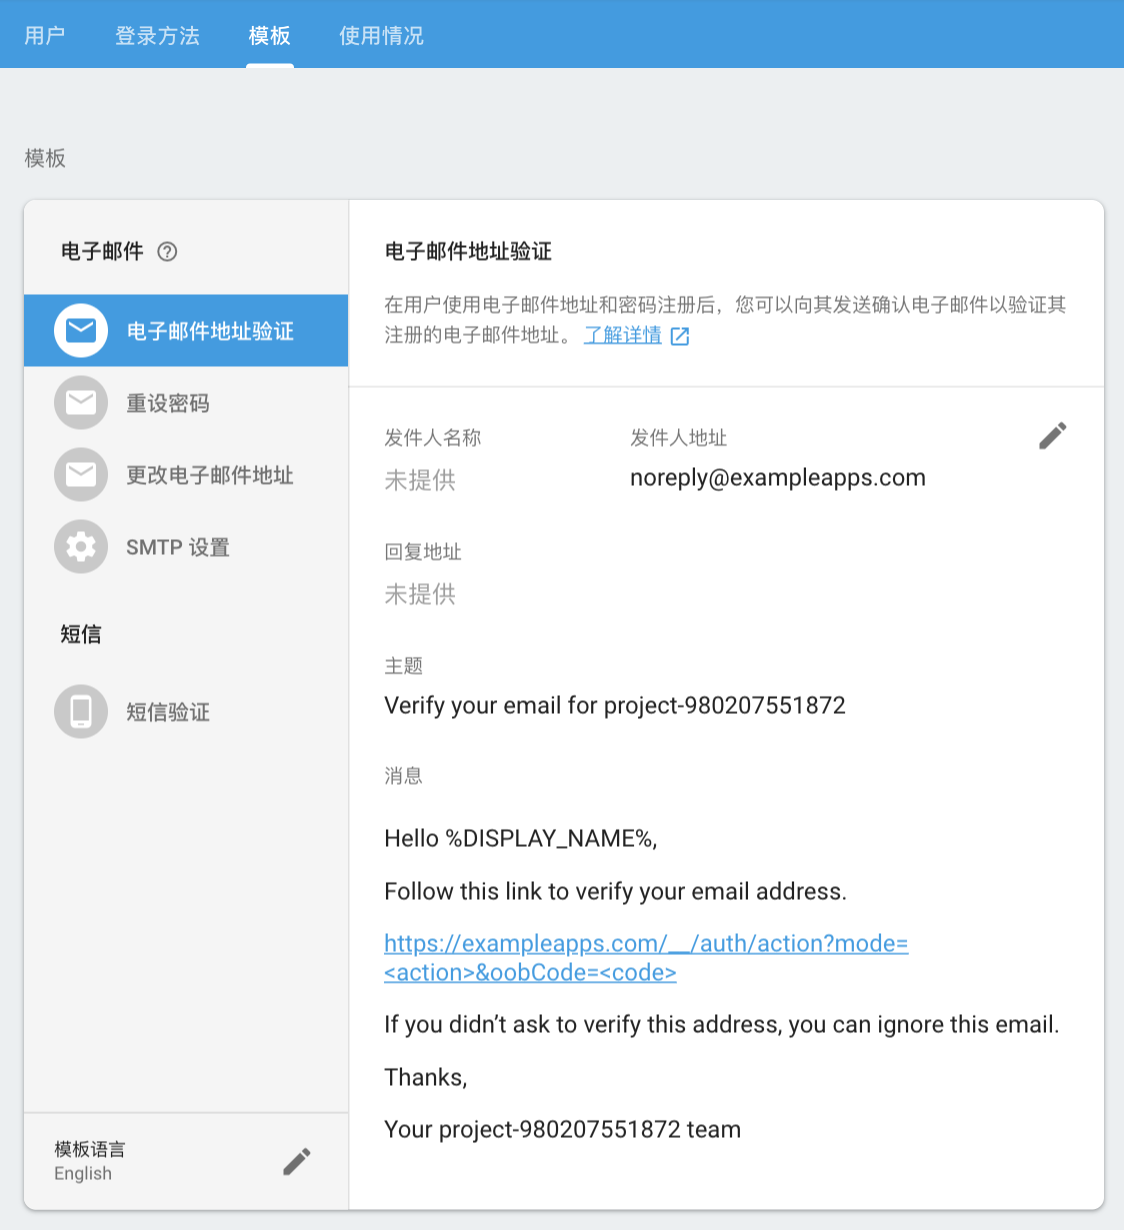 用户 登录方法 模板 使用情况
模板
电子邮件
电子邮件地址验证
重设密码
更改电子邮件地址
SMTP 设置
短信
短信验证
模板语言
English
电子邮件地址验证
在用户使用电子邮件地址和密码注册后，您可以向其发送确认电子邮件以验证其
注册的电子邮件地址。 了解详情
发件人名称 发件人地址
未提供 noreply@exampleapps.com
回复地址
未提供
主题
Verify your email for project-980207551872
消息
Hello %DISPLAY_NAME%,
Follow this link to verify your email address.
https://exampleapps.com/__/auth/action?mode=
<action>&oobCode=<code>
If you didn’t ask to verify this address, you can ignore this email.
Thanks,
Your project-980207551872 team